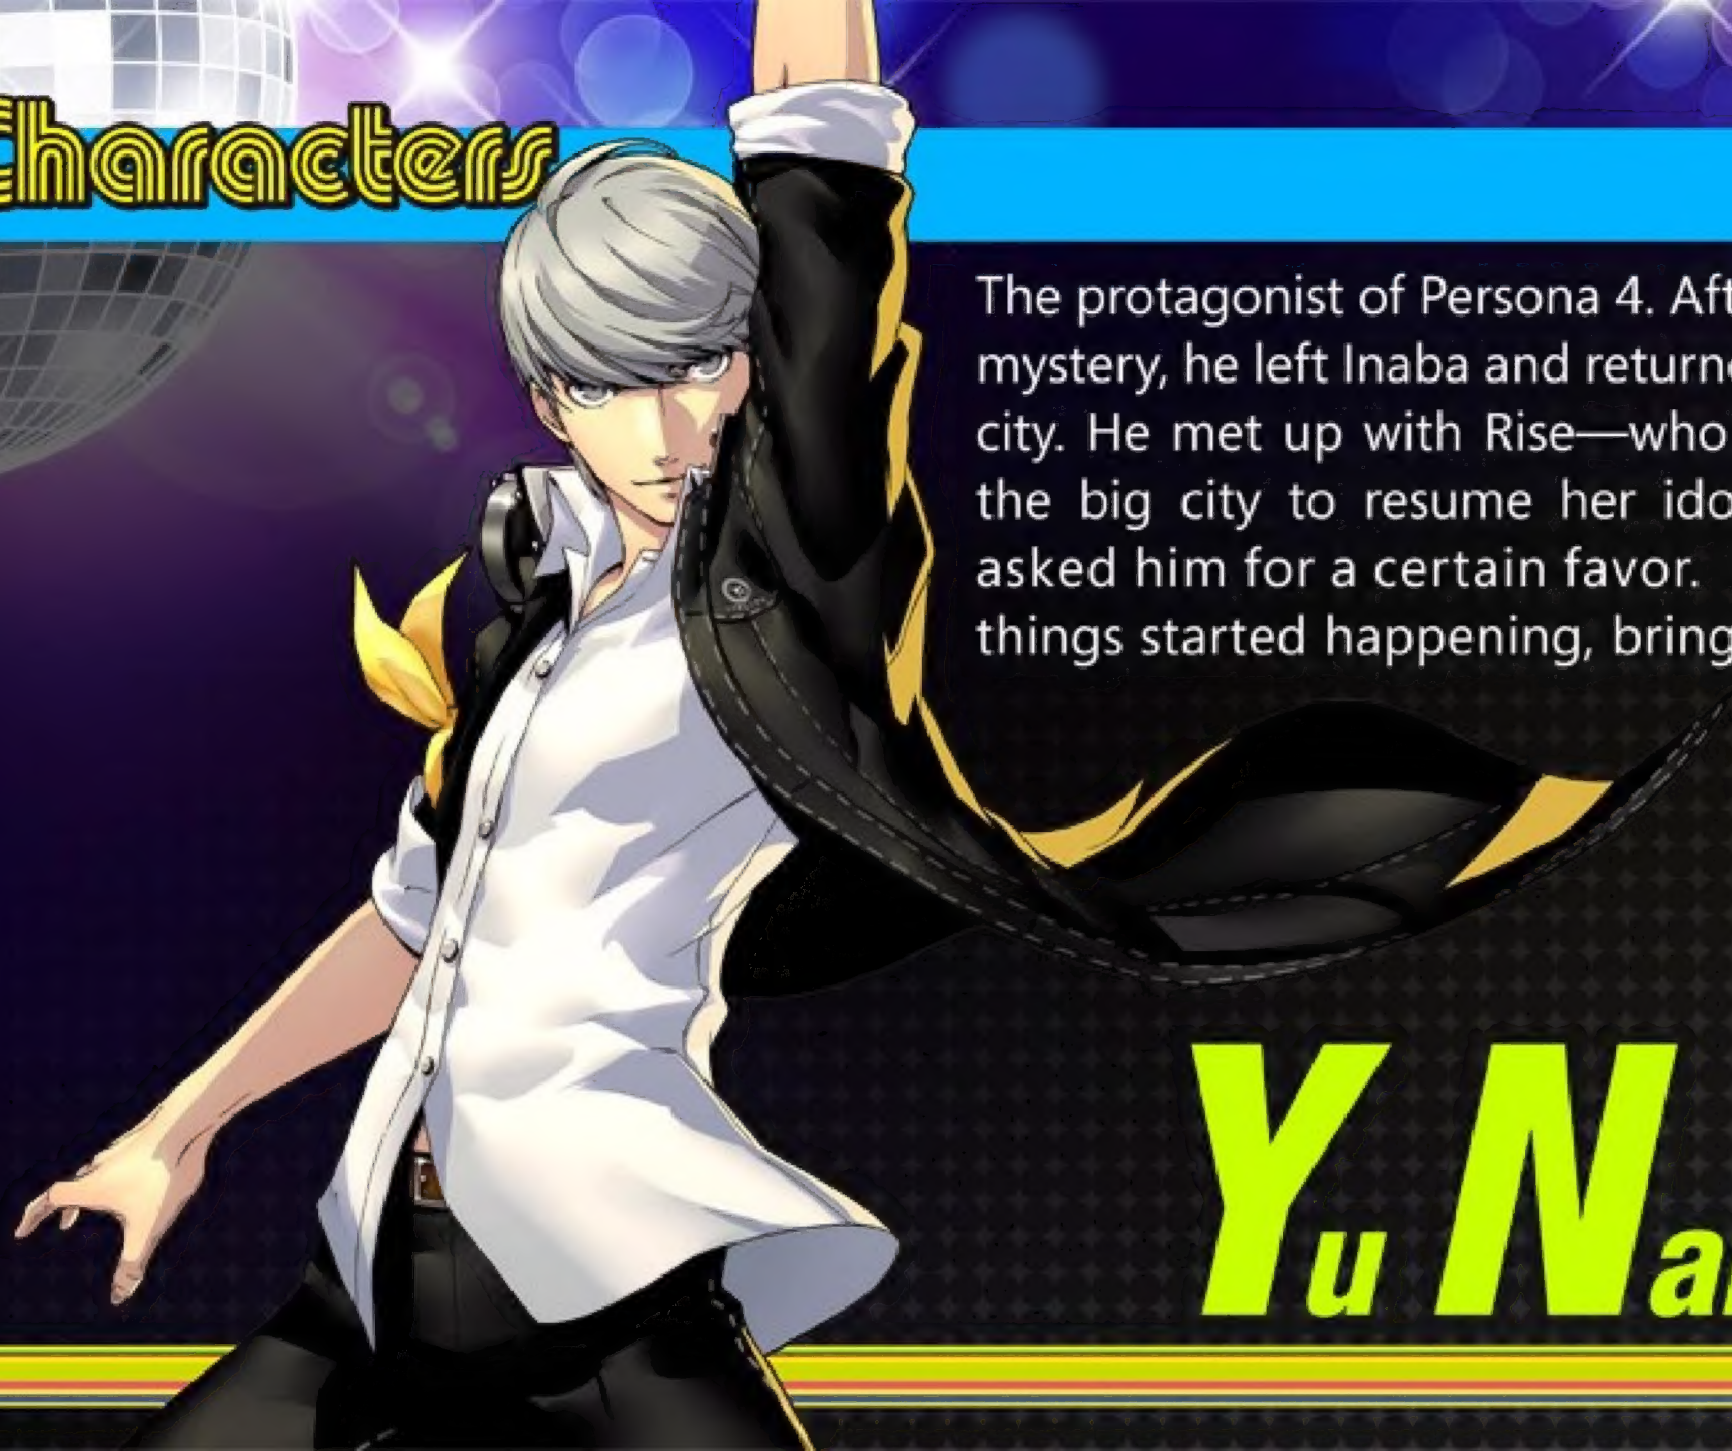 Characters
The protagonist of Persona 4. Aft
mystery, he left Inaba and returne
city. He met up with Rise—who
the big city to resume her ido
asked him for a certain favor.
things started happening, bring
Yu Na